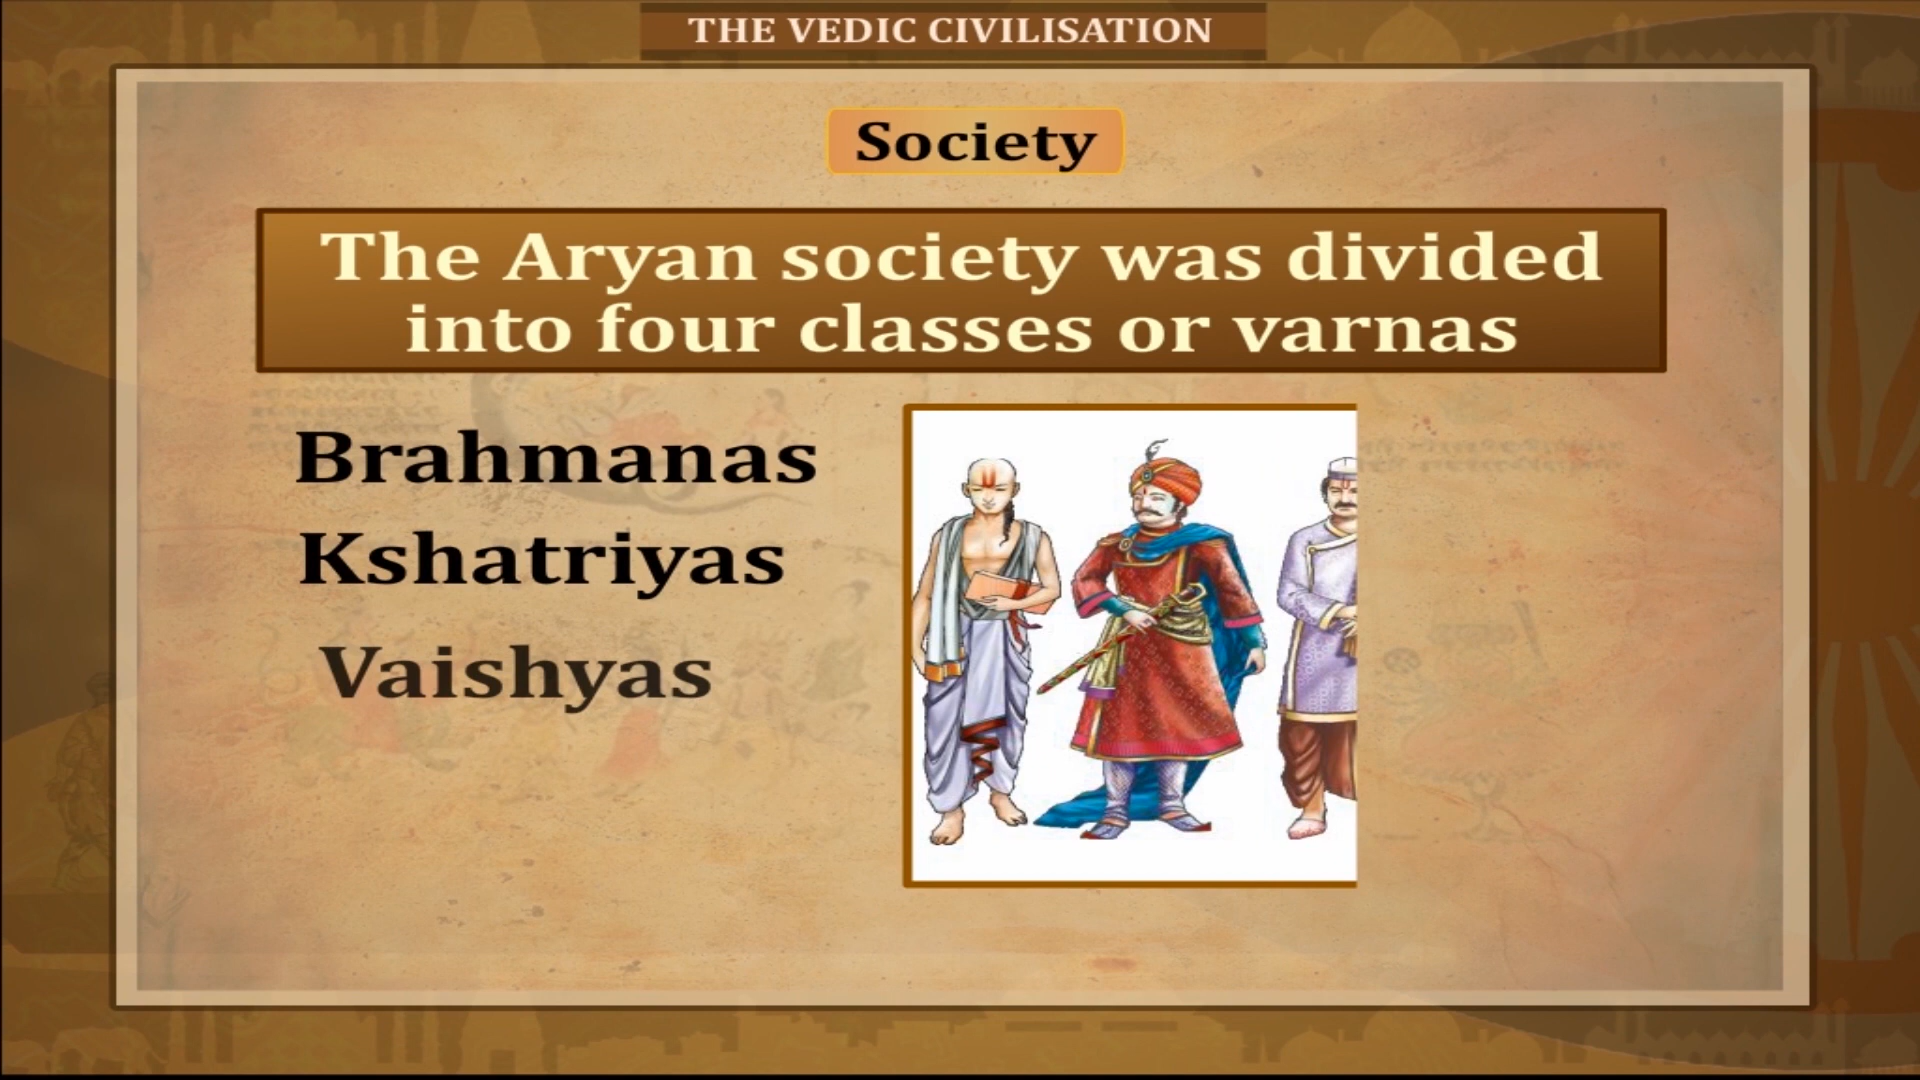 THE VEDIC CIVILISATION
Society
The Aryan society was divided
into four classes or varnas
Brahmanas
Kshatriyas
Vaishyas